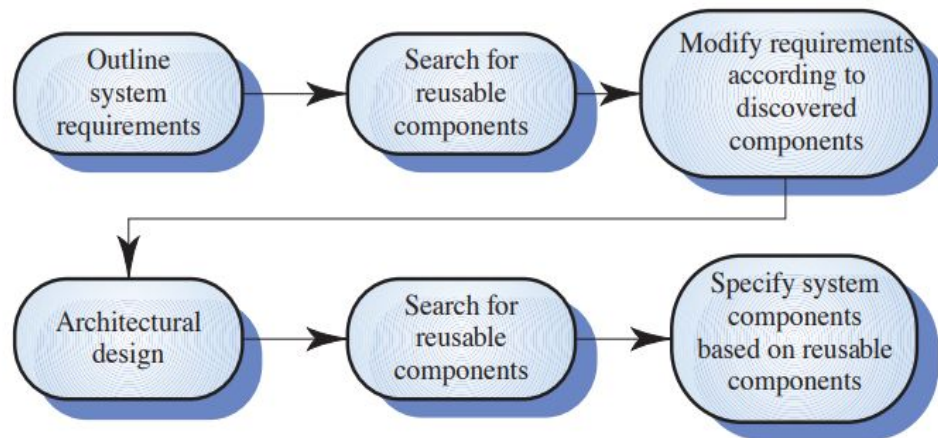 Outline
system
requirements
Search for
reusable
components
Modify requirements
according to
discovered
components
Architectural
design
Search for
reusable
components
Specify system
components
based on reusable
components